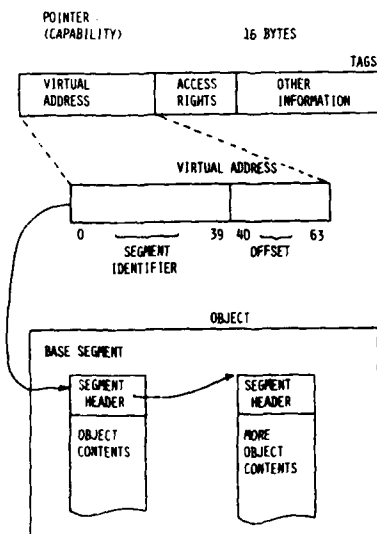 POINTER
(CAPABILITY)
16 BYTES
TAGS
VIRTUAL
ADDRESS
ACCESS
RIGHTS
OTHER
INFORMATION
VIRTUAL ADDRESS
0
39
40
63
SEGMENT
IDENTIFIER
OFFSET
OBJECT
BASE SEGMENT
SEGMENT
HEADER
OBJECT
CONTENTS
SEGMENT
HEADER
MORE
OBJECT
CONTENTS